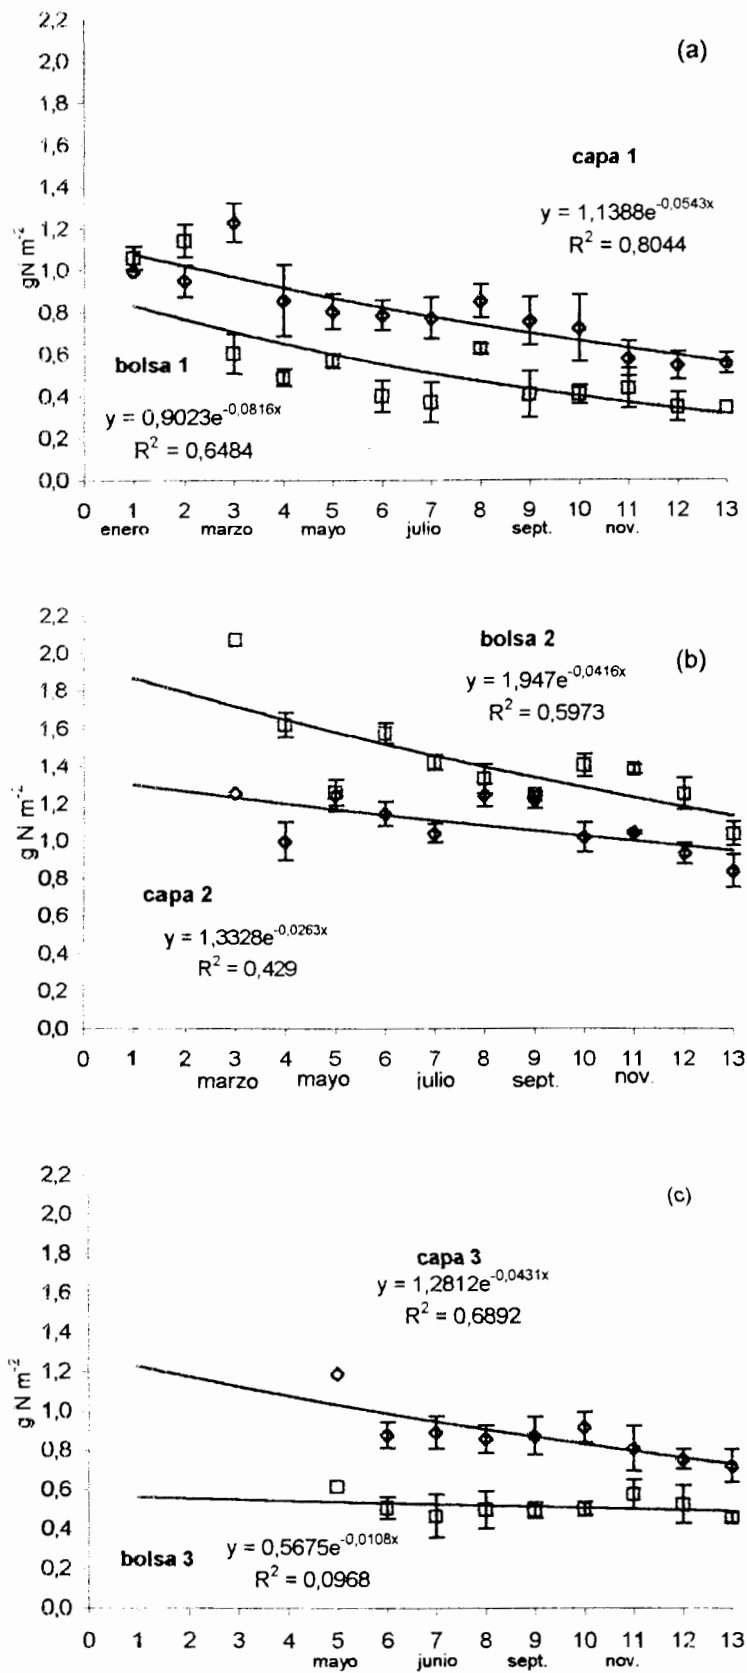 2,2
(a)
2,0
1,8
capa 1
1,6
1,4
y = 1,1388e^-0,0543x
1,2
R² = 0,8044
gN m⁻²
1,0
0,8
0,6
bolsa 1
0,4
y = 0,9023e^-0,0816x
0,2
R² = 0,6484
0,0
0 1 2 3 4 5 6 7 8 9 10 11 12 13
enero marzo mayo julio sept. nov.
2,2
bolsa 2
(b)
2,0
y = 1,947e^-0,0416x
1,8
R² = 0,5973
1,6
1,4
g N m⁻²
1,2
1,0
0,8
capa 2
0,6
y = 1,3328e^-0,0263x
0,4
R² = 0,429
0,2
0,0
0 1 2 3 4 5 6 7 8 9 10 11 12 13
marzo mayo julio sept. nov.
2,2
(c)
2,0
1,8
capa 3
1,6
y = 1,2812e^-0,0431x
R² = 0,6892
1,4
1,2
g N m⁻²
1,0
0,8
0,6
0,4
y = 0,5675e^-0,0108x
bolsa 3
0,2
R² = 0,0968
0,0
0 1 2 3 4 5 6 7 8 9 10 11 12 13
mayo junio sept. nov.